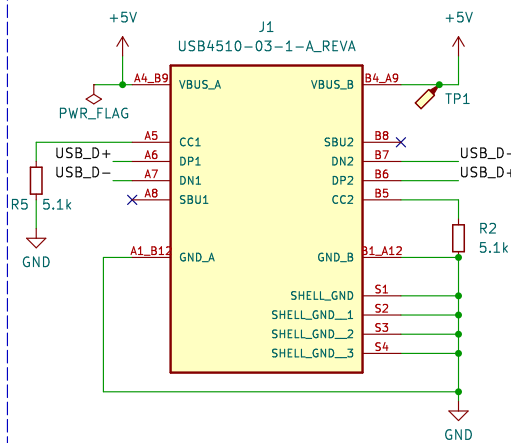 +5V
+5V
J1
USB4510-03-1-A_REVA
A4_B9
VBUS_A
VBUS_B
B4_A9
PWR_FLAG
TP1
A5
CC1
SBU2
B8
USB_D+
A6
DP1
DN2
B7
USB_D-
USB_D-
A7
DN1
DP2
B6
USB_D+
A8
SBU1
CC2
B5
R5
5.1k
R2
5.1k
GND
A1_B12
GND_A
GND_B
B1_A12
SHELL_GND
S1
SHELL_GND__1
S2
SHELL_GND__2
S3
SHELL_GND__3
S4
GND